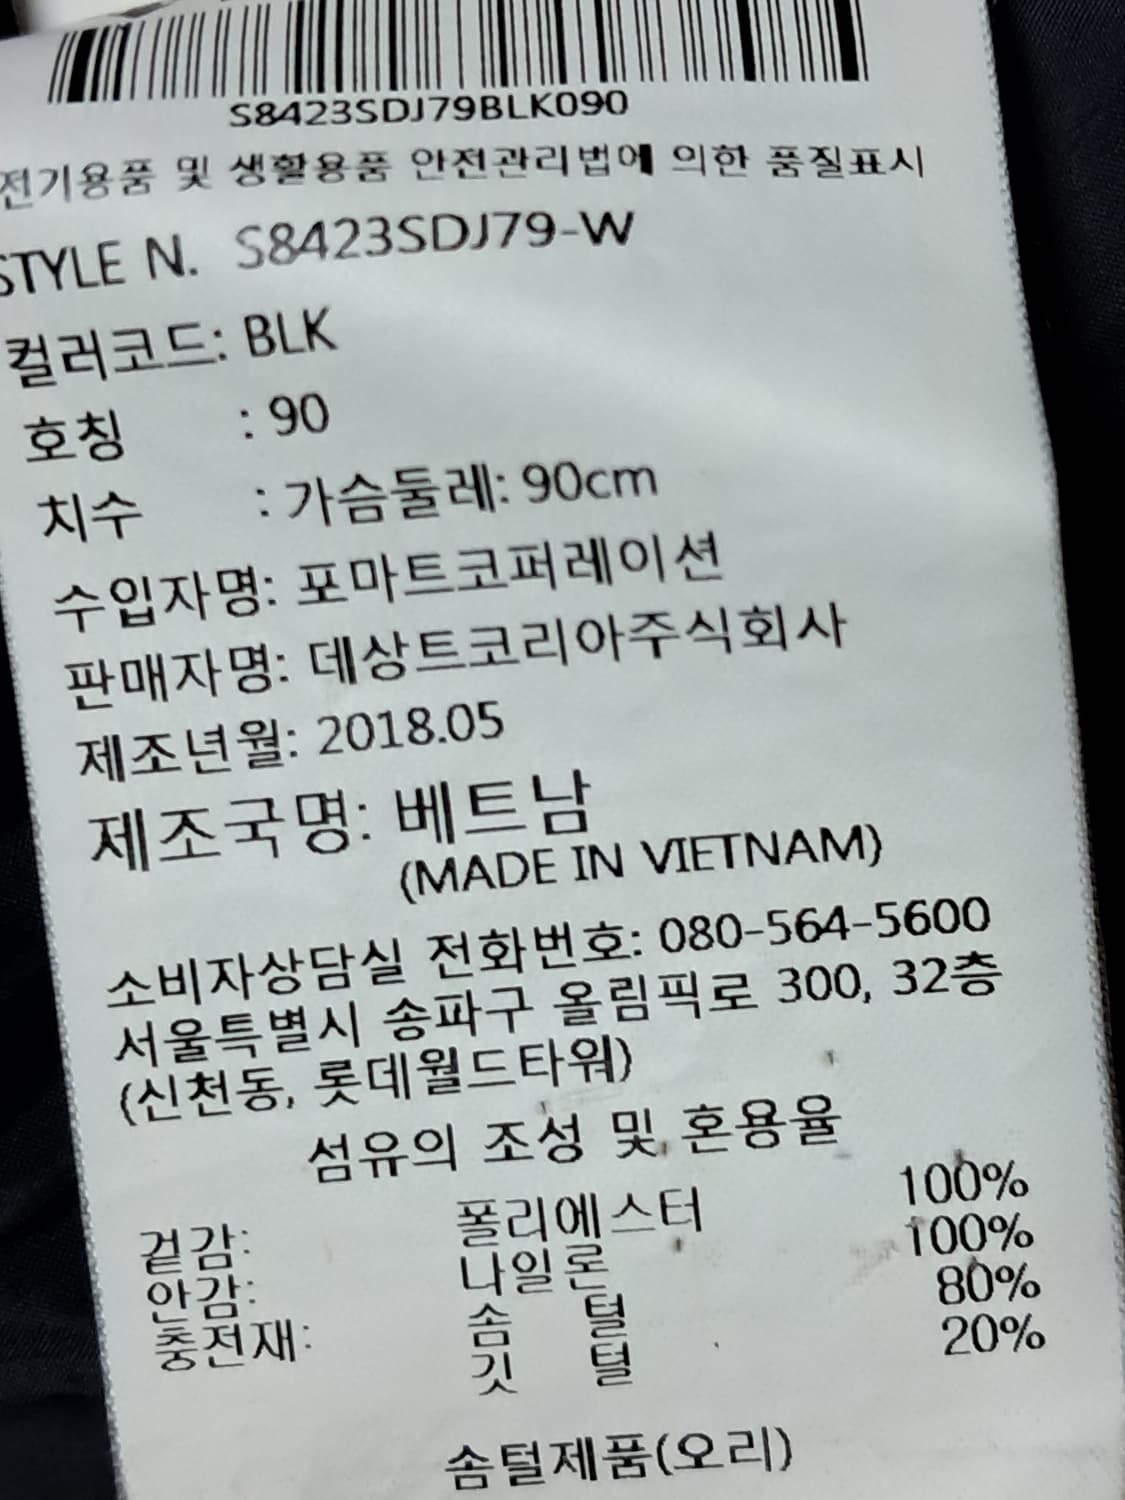 S8423SDJ79BLK090
전기용품 및 생활용품 안전관리법에 의한 품질표시
STYLE N. S8423SDJ79-W
컬러코드: BLK
호칭 : 90
치수 : 가슴둘레: 90cm
수입자명: 포마트코퍼레이션
판매자명: 데상트코리아주식회사
제조년월: 2018.05
제조국명: 베트남
(MADE IN VIETNAM)
소비자상담실 전화번호: 080-564-5600
서울특별시 송파구 올림픽로 300, 32층
(신천동, 롯데월드타워)
섬유의 조성 및 혼용율
겉감: 폴리에스터 100%
안감: 나일론 100%
충전재: 솜 털 80%
깃 털 20%
솜털제품(오리)